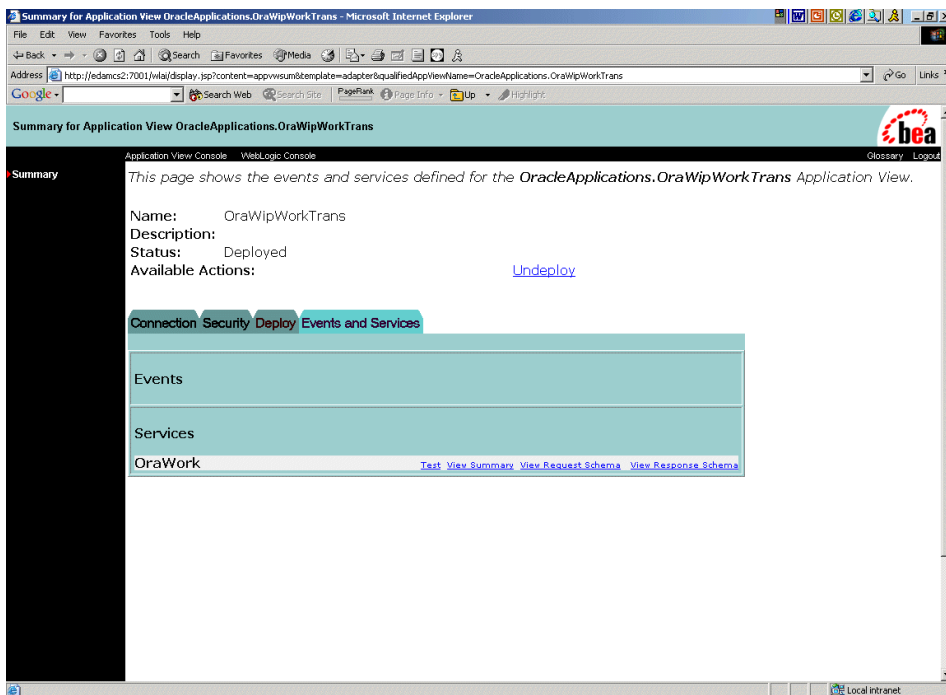 Summary for Application View OracleApplications.OraWipWorkTrans - Microsoft Internet Explorer
File Edit View Favorites Tools Help
Back Search Favorites Media
Address http://edamcs2:7001/wlai/display.jsp?content=appvwsum&template=adapter&qualifiedAppViewName=OracleApplications.OraWipWorkTrans Go Links
Google Search Web Search Site PageRank Page Info Up Highlight
Summary for Application View OracleApplications.OraWipWorkTrans
bea
Application View Console WebLogic Console Glossary Logout
Summary
This page shows the events and services defined for the OracleApplications.OraWipWorkTrans Application View.
Name: OraWipWorkTrans
Description:
Status: Deployed
Available Actions: Undeploy
Connection Security Deploy Events and Services
Events
Services
OraWork Test View Summary View Request Schema View Response Schema
Local intranet